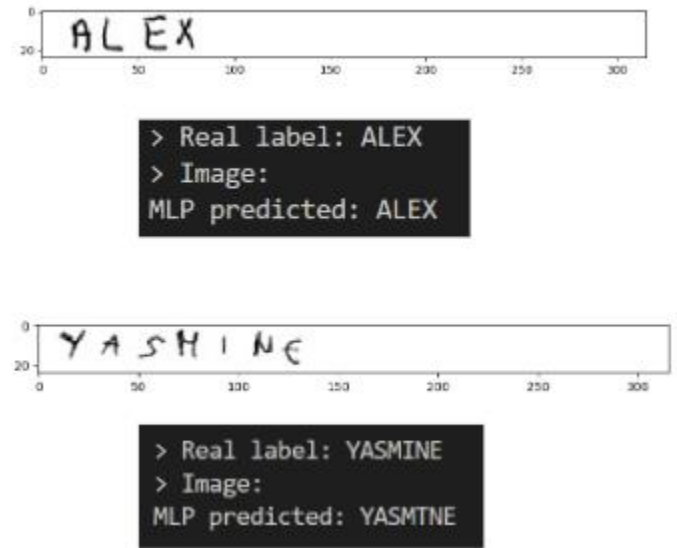 0
ALEX
20
0 50 100 150 200 250 300
> Real label: ALEX
> Image:
MLP predicted: ALEX
0
YASMINE
20
0 50 100 150 200 250 300
> Real label: YASMINE
> Image:
MLP predicted: YASMTNE